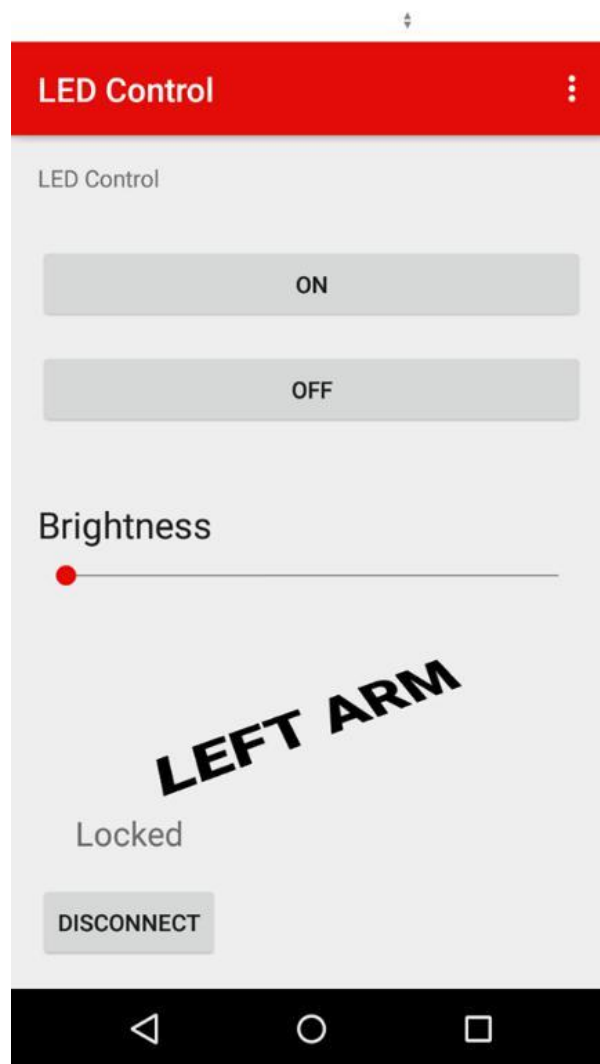 LED Control
LED Control
ON
OFF
Brightness
LEFT ARM
Locked
DISCONNECT